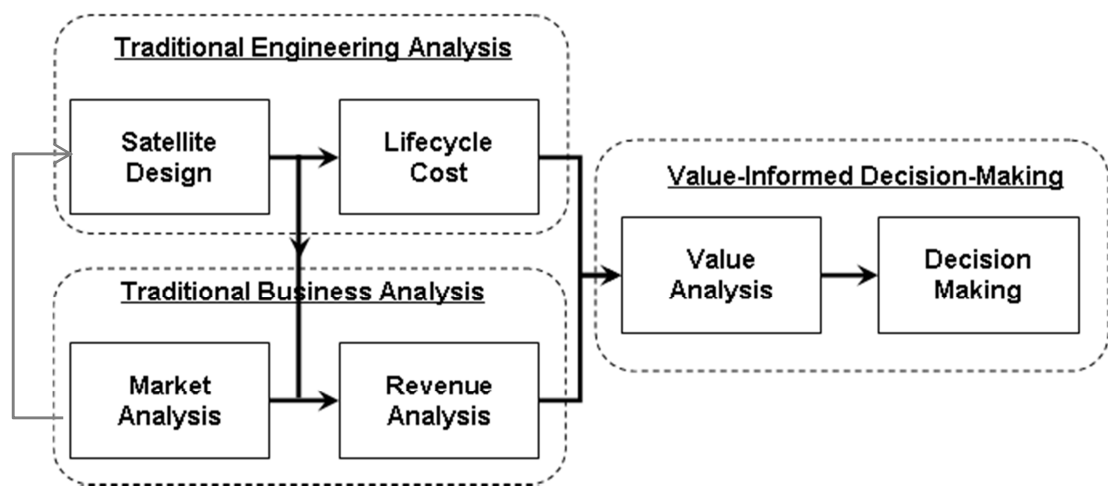 Traditional Engineering Analysis
Satellite
Design
Lifecycle
Cost
Traditional Business Analysis
Market
Analysis
Revenue
Analysis
Value-Informed Decision-Making
Value
Analysis
Decision
Making